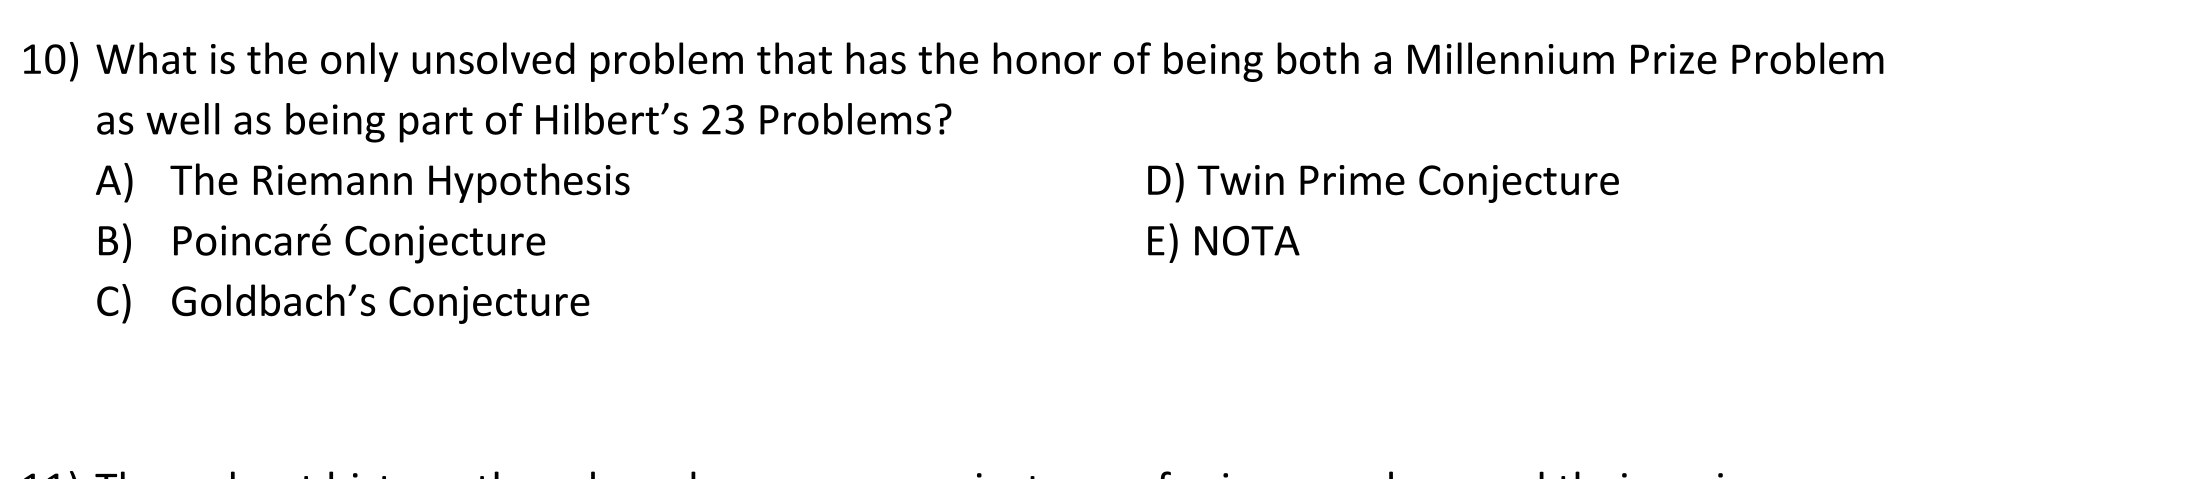 10) What is the only unsolved problem that has the honor of being both a Millennium Prize Problem
as well as being part of Hilbert’s 23 Problems?
A) The Riemann Hypothesis
B) Poincaré Conjecture
C) Goldbach’s Conjecture
D) Twin Prime Conjecture
E) NOTA